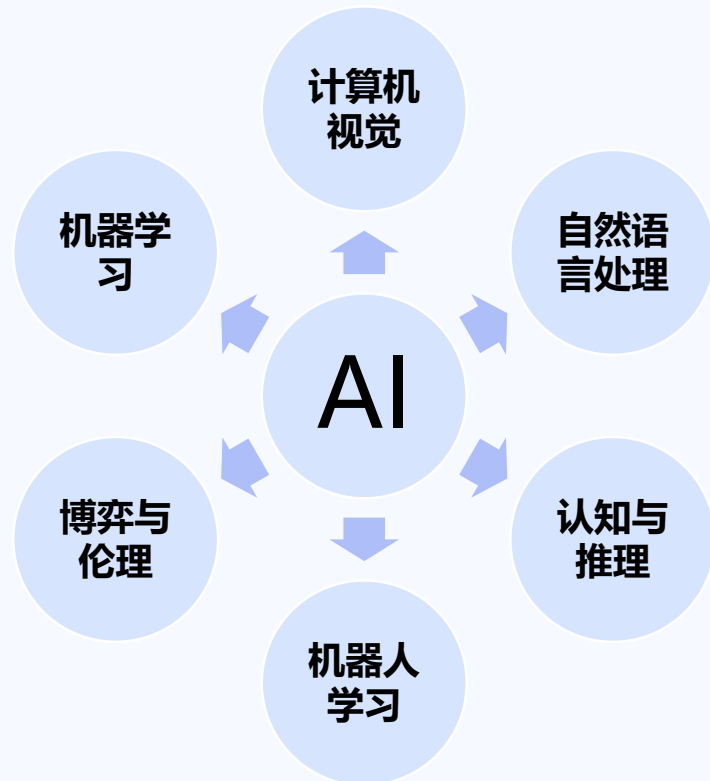 计算机
视觉
自然语
言处理
认知与
推理
机器人
学习
博弈与
伦理
机器学
习
AI